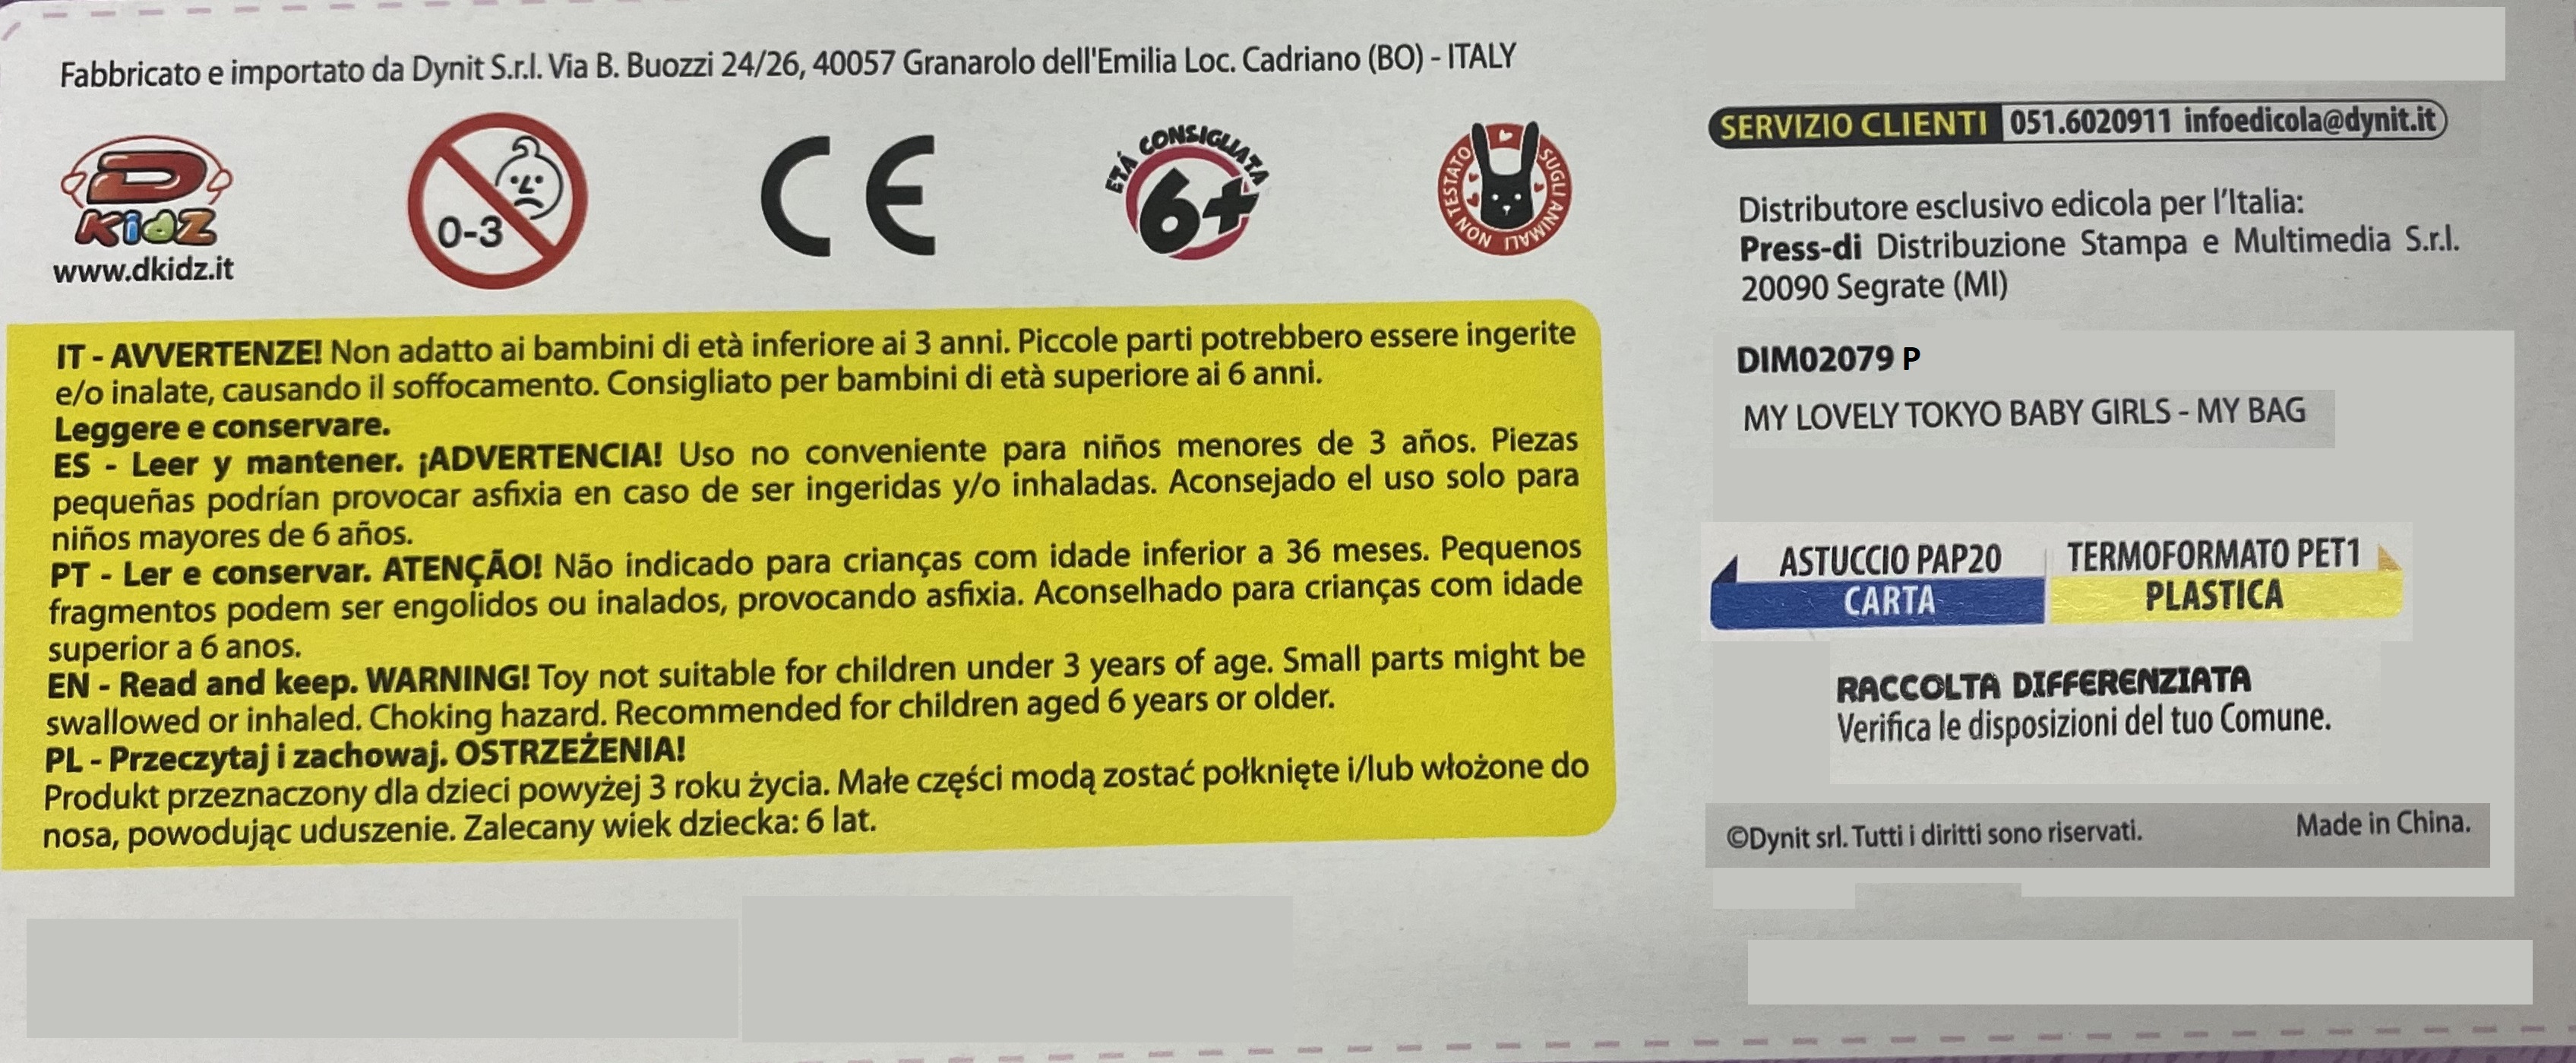 Fabbricato e importato da Dynit S.r.l. Via B. Buozzi 24/26, 40057 Granarolo dell'Emilia Loc. Cadriano (BO) - ITALY
D
KidZ
www.dkidz.it
0-3
CE
ETÁ CONSIGLIATA
6+
NON TESTATO SUGLI ANIMALI
IT - AVVERTENZE! Non adatto ai bambini di età inferiore ai 3 anni. Piccole parti potrebbero essere ingerite
e/o inalate, causando il soffocamento. Consigliato per bambini di età superiore ai 6 anni.
Leggere e conservare.
ES - Leer y mantener. ¡ADVERTENCIA! Uso no conveniente para niños menores de 3 años. Piezas
pequeñas podrían provocar asfixia en caso de ser ingeridas y/o inhaladas. Aconsejado el uso solo para
niños mayores de 6 años.
PT - Ler e conservar. ATENÇÃO! Não indicado para crianças com idade inferior a 36 meses. Pequenos
fragmentos podem ser engolidos ou inalados, provocando asfixia. Aconselhado para crianças com idade
superior a 6 anos.
EN - Read and keep. WARNING! Toy not suitable for children under 3 years of age. Small parts might be
swallowed or inhaled. Choking hazard. Recommended for children aged 6 years or older.
PL - Przeczytaj i zachowaj. OSTRZEŻENIA!
Produkt przeznaczony dla dzieci powyżej 3 roku życia. Małe części modą zostać połknięte i/lub włożone do
nosa, powodując uduszenie. Zalecany wiek dziecka: 6 lat.
SERVIZIO CLIENTI 051.6020911 infoedicola@dynit.it
Distributore esclusivo edicola per l'Italia:
Press-di Distribuzione Stampa e Multimedia S.r.l.
20090 Segrate (MI)
DIM02079 P
MY LOVELY TOKYO BABY GIRLS - MY BAG
ASTUCCIO PAP20 TERMOFORMATO PET1
CARTA PLASTICA
RACCOLTA DIFFERENZIATA
Verifica le disposizioni del tuo Comune.
©Dynit srl. Tutti i diritti sono riservati. Made in China.